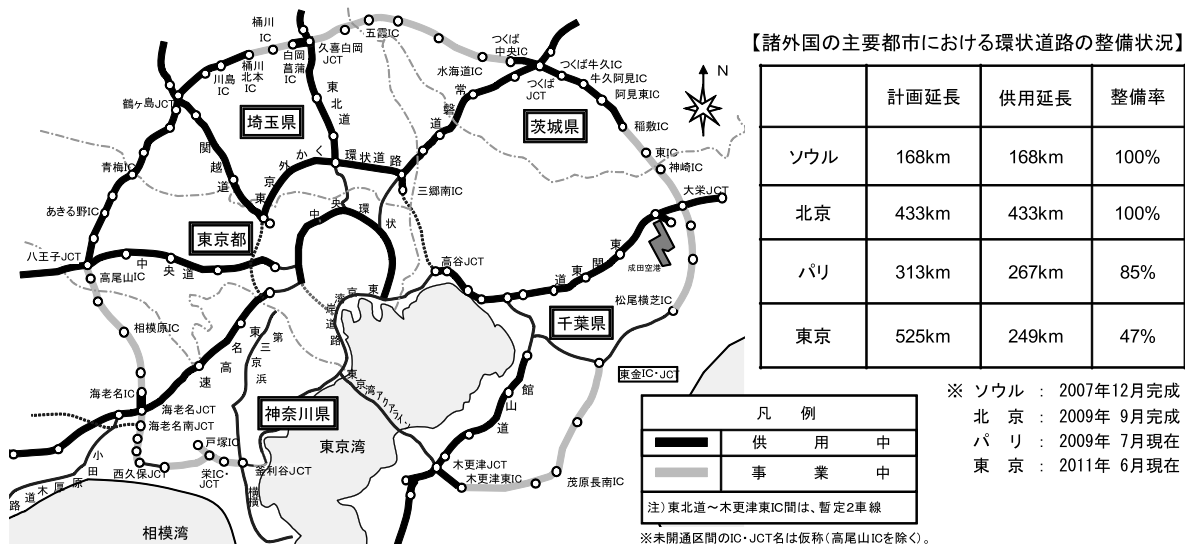 桶川
IC
五霞IC
つくば
中央IC
白岡
菖蒲
IC
久喜白岡
JCT
川島
IC
桶川
北本
IC
水海道IC
つくば牛久IC
牛久阿見IC
阿見東IC
つくば
JCT
N
鶴ヶ島JCT
東北道
常磐道
埼玉県
茨城県
稲敷IC
関越道
東京外かく環状道路
東IC
神崎IC
青梅IC
三郷南IC
大栄JCT
あきる野IC
中央環状
東京都
八王子JCT
中央道
高尾山IC
高谷JCT
東関東道
成田空港
東京湾岸道路
松尾横芝IC
千葉県
相模原IC
東名高速
第三京浜
東金IC・JCT
東京湾アクアライン
館山道
海老名IC
海老名JCT
海老名南JCT
神奈川県
東京湾
戸塚IC
小田原厚木道路
西久保JCT
栄IC・
JCT
釜利谷JCT
横横
木更津JCT
木更津東IC
茂原長南IC
相模湾
凡 例
供用中
事業中
注）東北道～木更津東IC間は、暫定2車線
※未開通区間のIC・JCT名は仮称（高尾山ICを除く）。
【諸外国の主要都市における環状道路の整備状況】
計画延長 供用延長 整備率
ソウル 168km 168km 100%
北京 433km 433km 100%
パリ 313km 267km 85%
東京 525km 249km 47%
※ ソウル ： 2007年12月完成
北 京 ： 2009年 9月完成
パ リ ： 2009年 7月現在
東 京 ： 2011年 6月現在